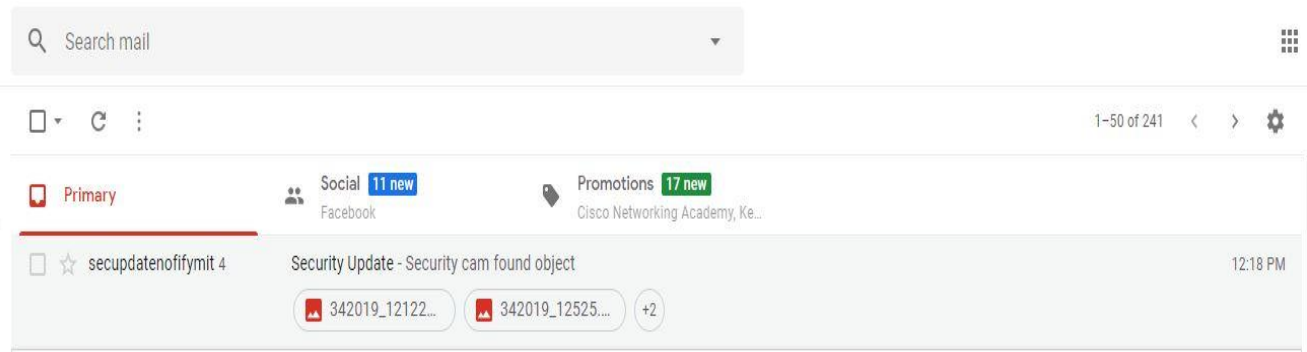 Search mail
1–50 of 241
Primary
Social 11 new
Facebook
Promotions 17 new
Cisco Networking Academy, Ke...
secupdatenofifymit 4 Security Update - Security cam found object 12:18 PM
342019_12122... 342019_12525.... +2